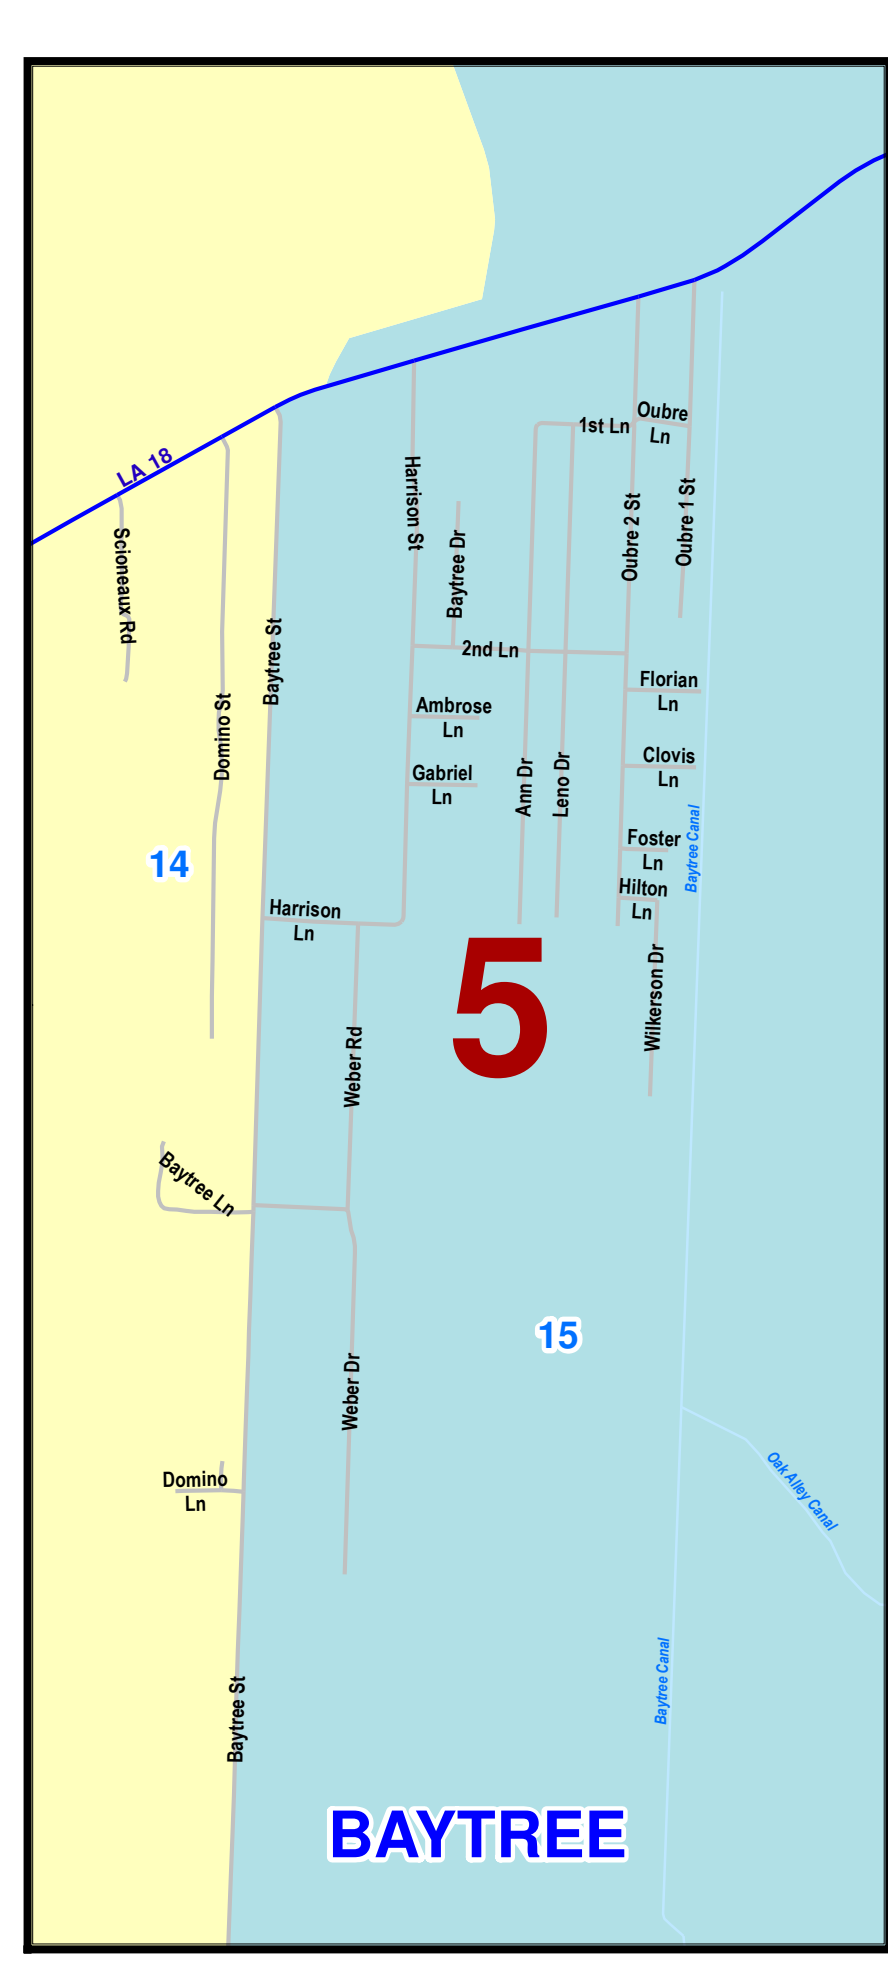 LA 18
Oubre
Ln
1st Ln
Harrison St
Oubre 2 St
Oubre 1 St
Scioneaux Rd
Baytree Dr
Baytree St
2nd Ln
Florian
Ln
Domino St
Ambrose
Ln
Clovis
Ln
Gabriel
Ln
Ann Dr
Leno Dr
Baytree Canal
Foster
Ln
14
Hilton
Ln
Harrison
Ln
5
Wilkerson Dr
Weber Rd
Baytree Ln
15
Weber Dr
Domino
Ln
Oak Alley Canal
Baytree Canal
Baytree St
BAYTREE